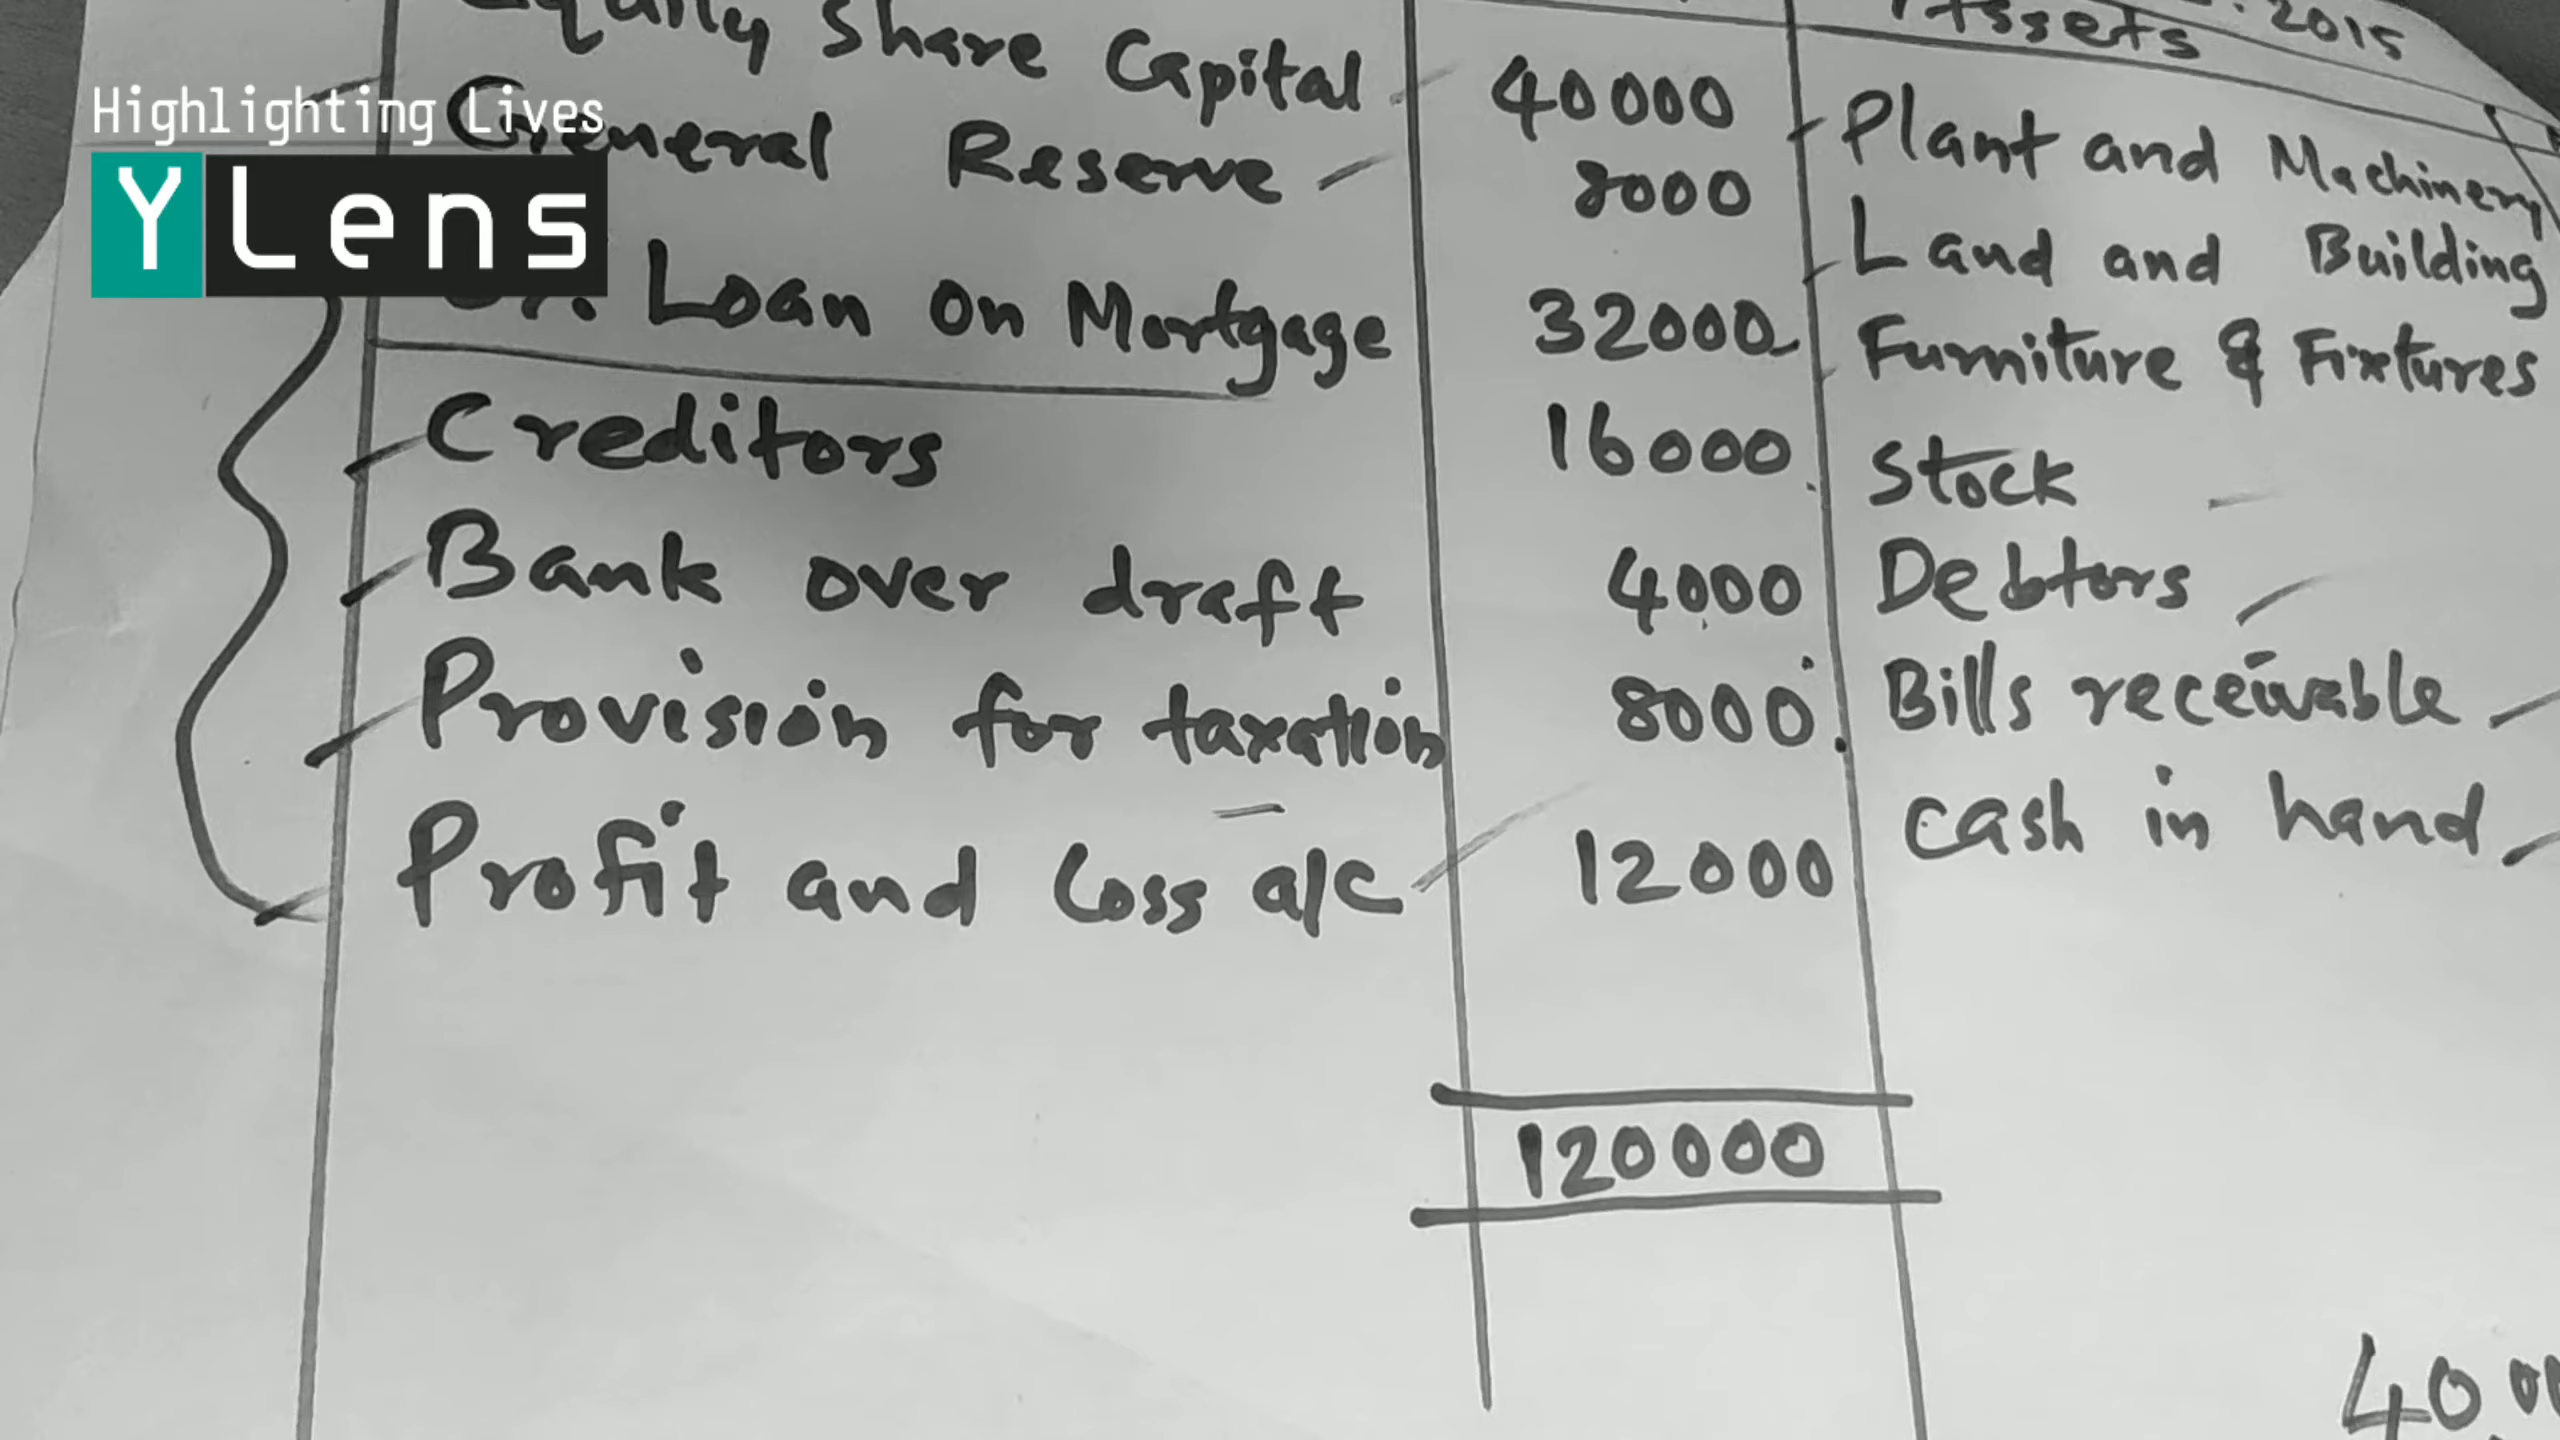 Equity Share Capital 40000
General Reserve 8000
Loan on Mortgage 32000
Creditors 16000
Bank over draft 4000
Provision for taxation 8000
Profit and Loss a/c 12000
120000
2015
Assets
Plant and Machinery
Land and Building
Furniture & Fixtures
Stock
Debtors
Bills receivable
cash in hand
Highlighting Lives
YLens